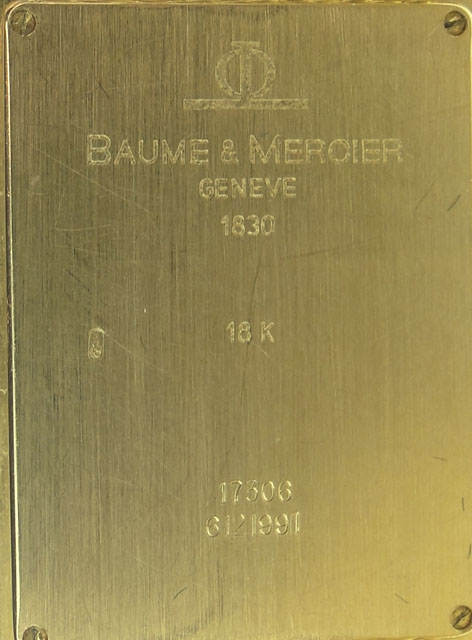 BAUME & MERCIER
GENEVE
1830
18 K
17306
6121991